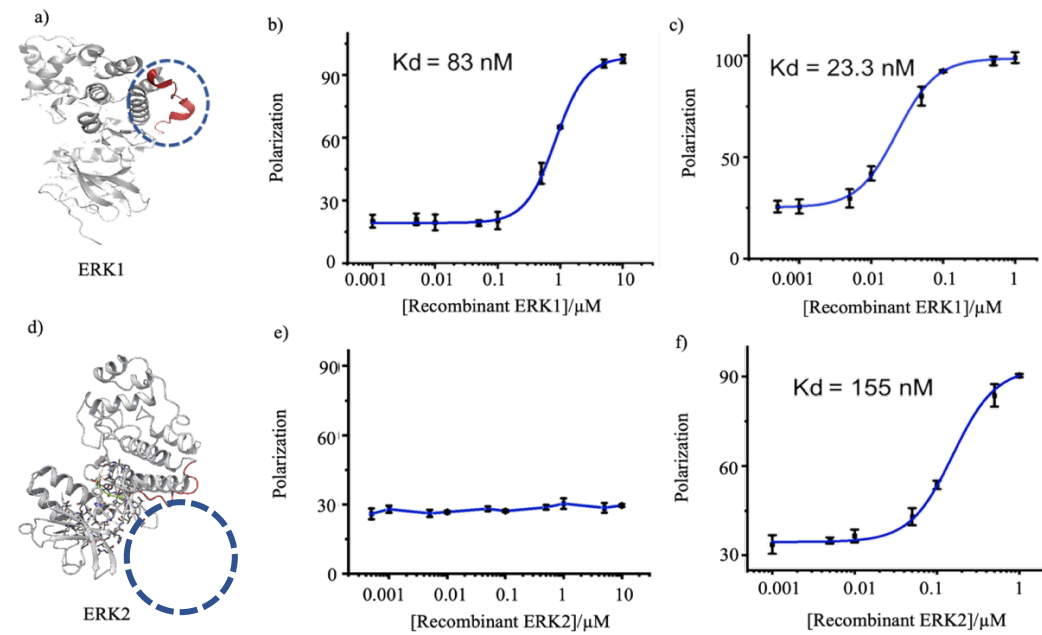 a)
ERK1
b)
Kd = 83 nM
Polarization
90
60
30
0
0.001 0.01 0.1 1 10
[Recombinant ERK1]/µM
c)
Kd = 23.3 nM
Polarization
100
50
0
0.001 0.01 0.1 1
[Recombinant ERK1]/µM
d)
ERK2
e)
Polarization
90
60
30
0
0.001 0.01 0.1 1 10
[Recombinant ERK2]/µM
f)
Kd = 155 nM
Polarization
90
60
30
0.001 0.01 0.1 1
[Recombinant ERK2]/µM